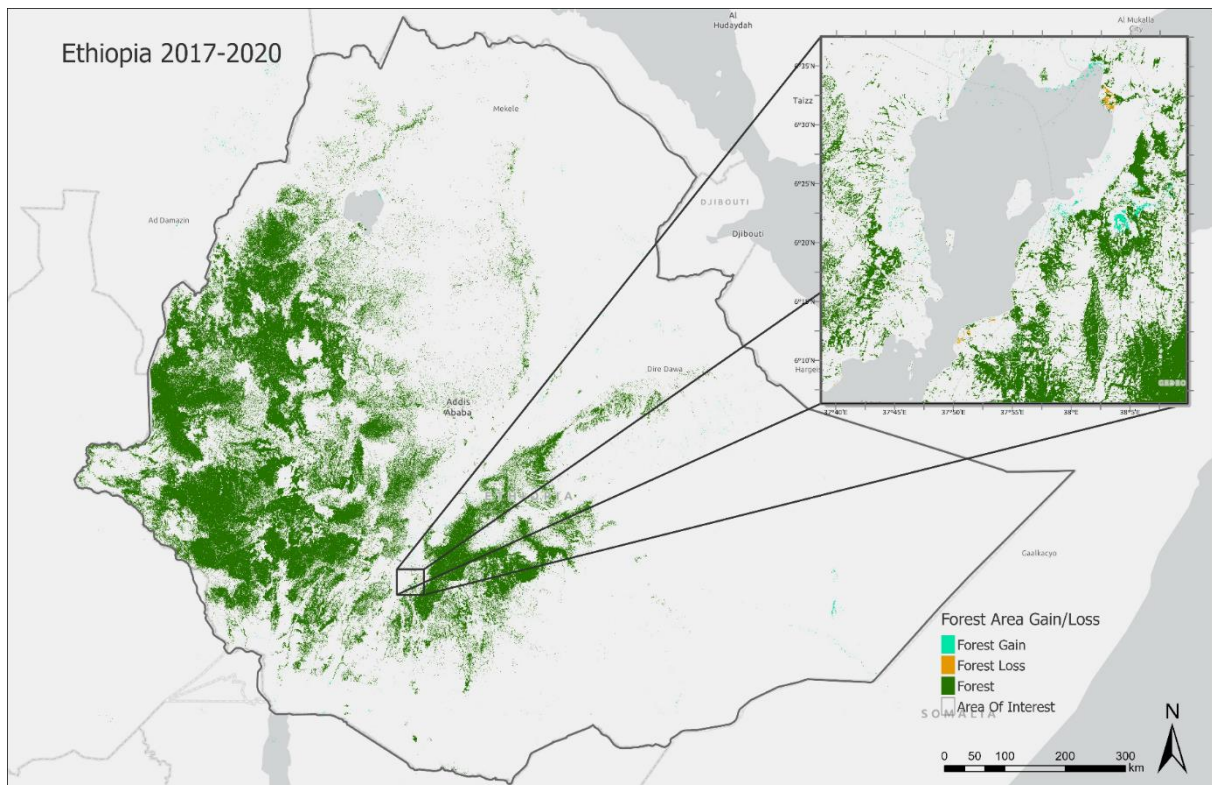 Ethiopia 2017-2020
Al
Hudaydah
Al Mukalla
City
Mekele
Taizz
Ad Damazin
DJIBOUTI
Djibouti
Dire Dawa
Addis
Ababa
ETHIOPIA
Gaalkacyo
SOMALIA
6°35'N
6°30'N
6°25'N
6°20'N
6°15'N
6°10'N
37°40'E
37°45'E
37°50'E
37°55'E
38°E
38°5'E
Forest Area Gain/Loss
Forest Gain
Forest Loss
Forest
Area Of Interest
N
0 50 100 200 300
km